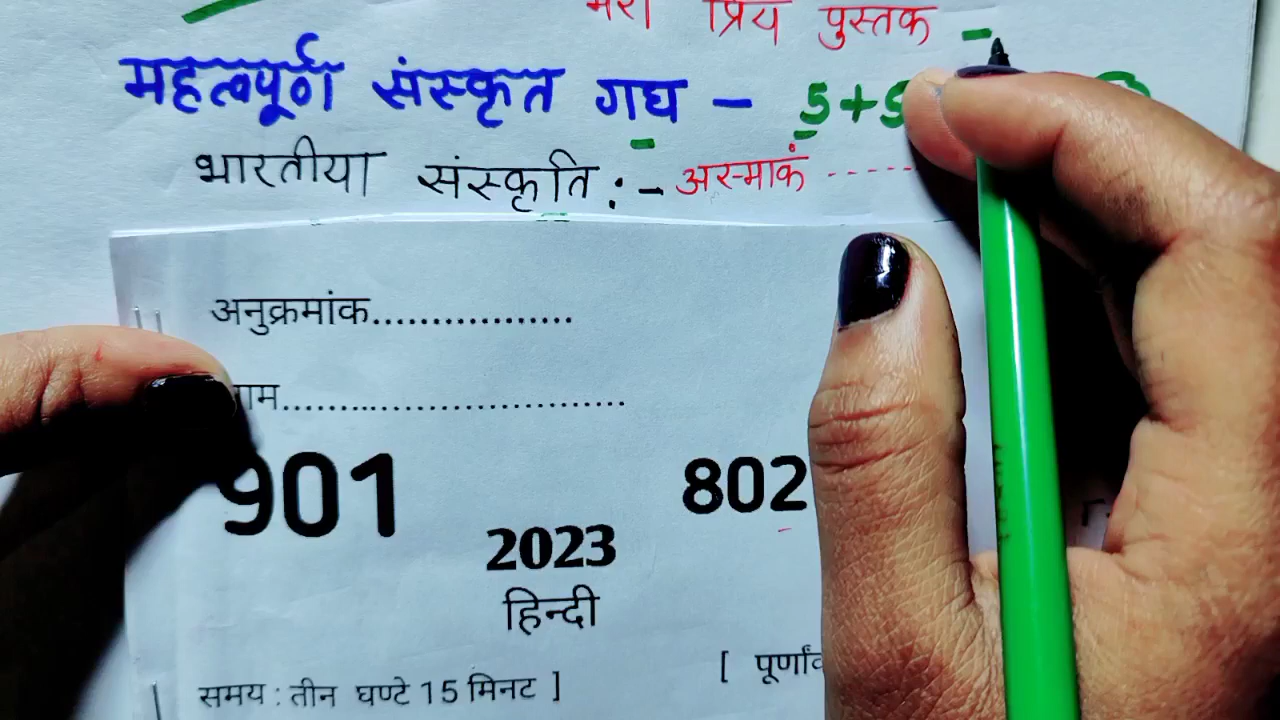 मेरी प्रिय पुस्तक -
महत्वपूर्ण संस्कृत गद्य - 5+5
भारतीया संस्कृति :- अस्माकं -----
अनुक्रमांक.................
नाम..............................
901 802
2023
हिन्दी
समय : तीन घण्टे 15 मिनट ] [